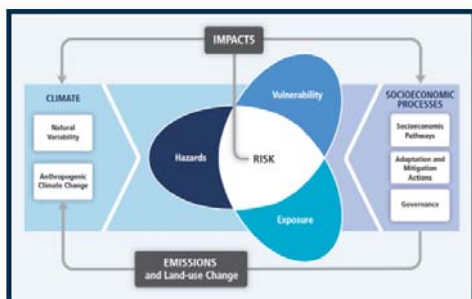 IMPACTS
CLIMATE
Natural
Variability
Anthropogenic
Climate Change
Vulnerability
Hazards
RISK
Exposure
SOCIOECONOMIC
PROCESSES
Socioeconomic
Pathways
Adaptation and
Mitigation
Actions
Governance
EMISSIONS
and Land-use Change